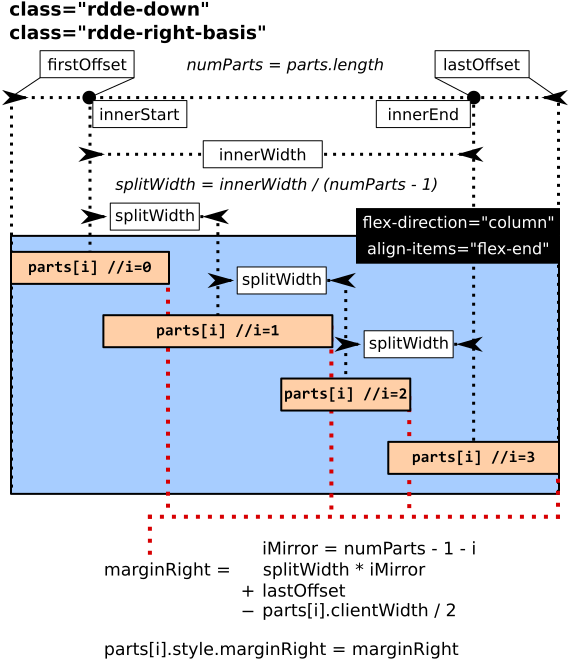 class="rdde-down"
class="rdde-right-basis"
firstOffset
numParts = parts.length
lastOffset
innerStart
innerEnd
innerWidth
splitWidth = innerWidth / (numParts - 1)
splitWidth
flex-direction="column"
align-items="flex-end"
parts[i] //i=0
splitWidth
parts[i] //i=1
splitWidth
parts[i] //i=2
parts[i] //i=3
iMirror = numParts - 1 - i
marginRight = splitWidth * iMirror
+ lastOffset
− parts[i].clientWidth / 2
parts[i].style.marginRight = marginRight